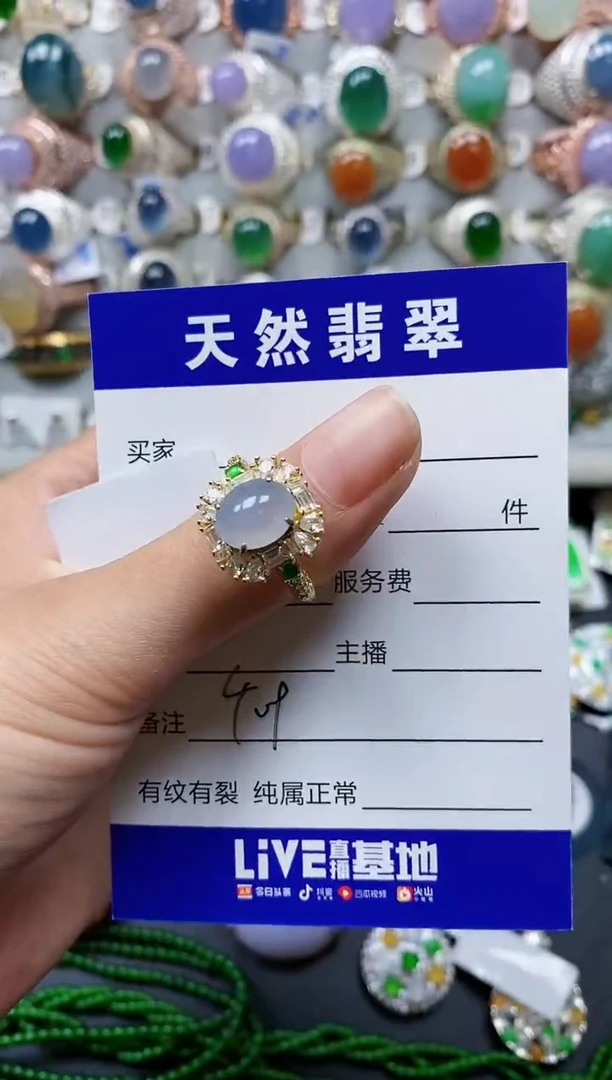 天然翡翠
买家
件
服务费
主播
备注
有纹有裂 纯属正常
LiVE直播基地
今日头条 抖音 西瓜视频 火山